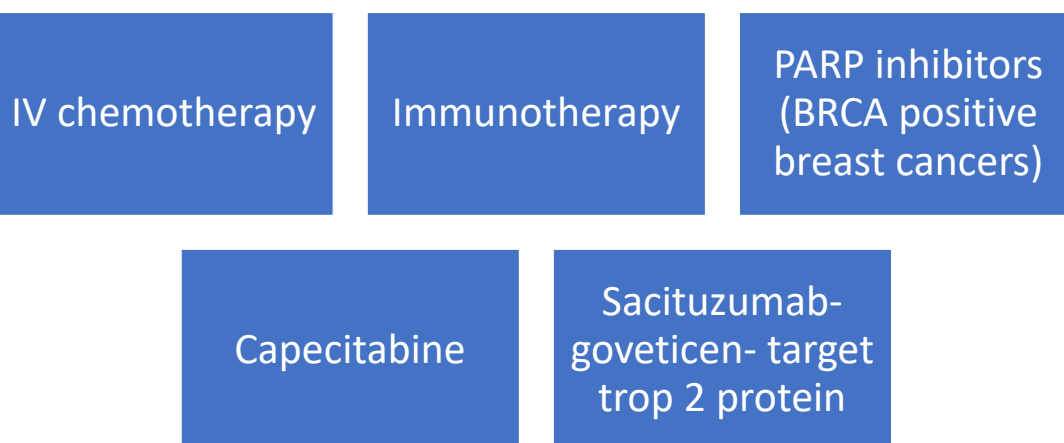 IV chemotherapy
Immunotherapy
PARP inhibitors
(BRCA positive
breast cancers)
Capecitabine
Sacituzumab-
goveticen- target
trop 2 protein